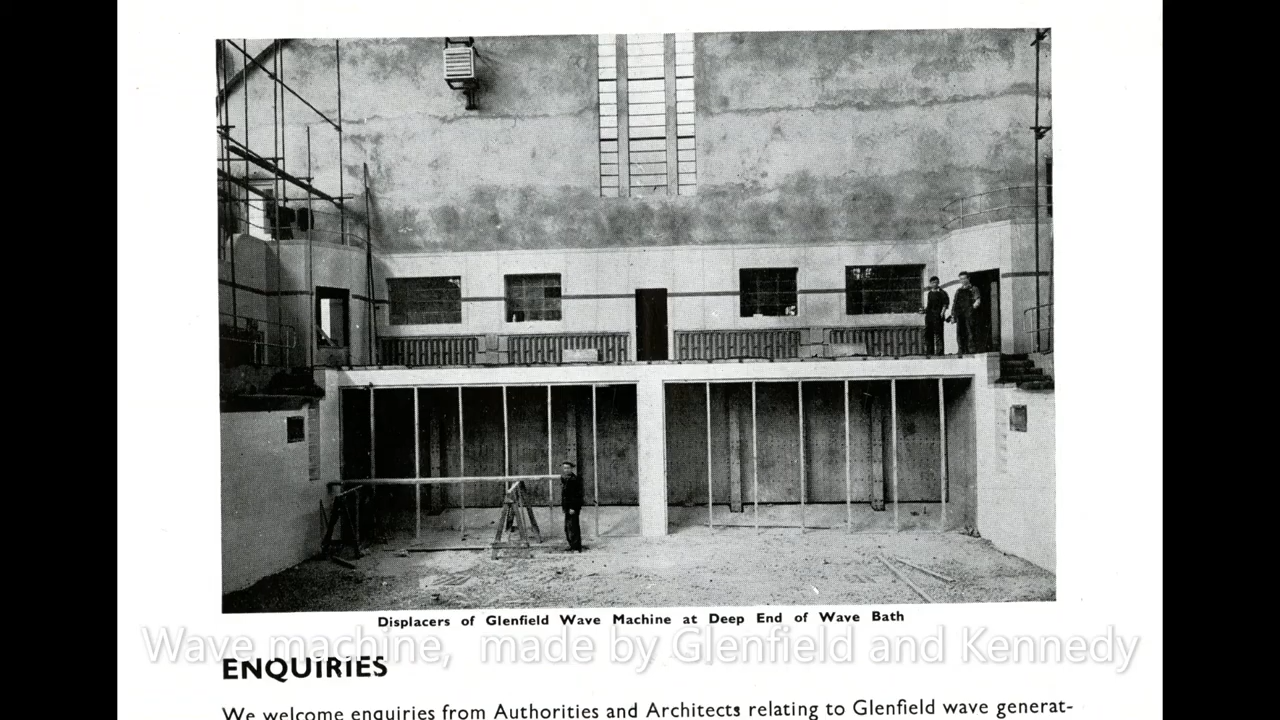 Displacers of Glenfield Wave Machine at Deep End of Wave Bath
Wave machine, made by Glenfield and Kennedy
ENQUIRIES
We welcome enquiries from Authorities and Architects relating to Glenfield wave generat-